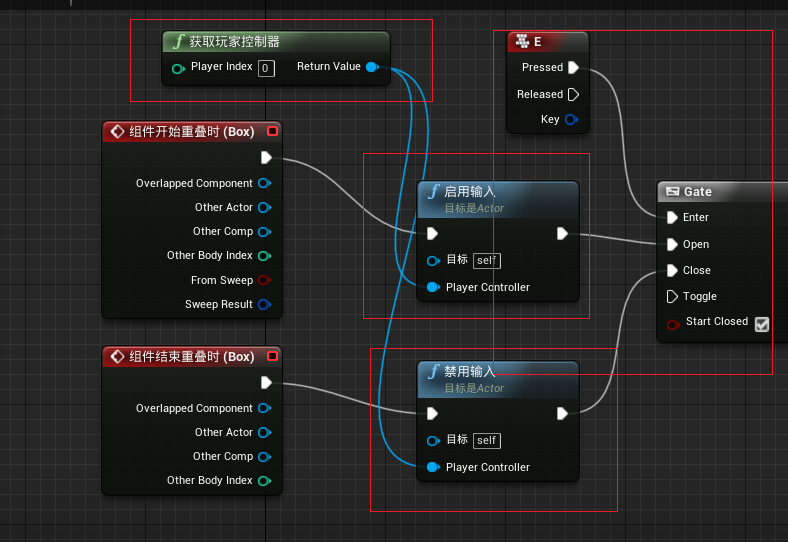 获取玩家控制器
Player Index 0 Return Value
E
Pressed
Released
Key
组件开始重叠时 (Box)
Overlapped Component
Other Actor
Other Comp
Other Body Index
From Sweep
Sweep Result
启用输入
目标是Actor
目标 self
Player Controller
Gate
Enter
Open
Close
Toggle
Start Closed
组件结束重叠时 (Box)
Overlapped Component
Other Actor
Other Comp
Other Body Index
禁用输入
目标是Actor
目标 self
Player Controller